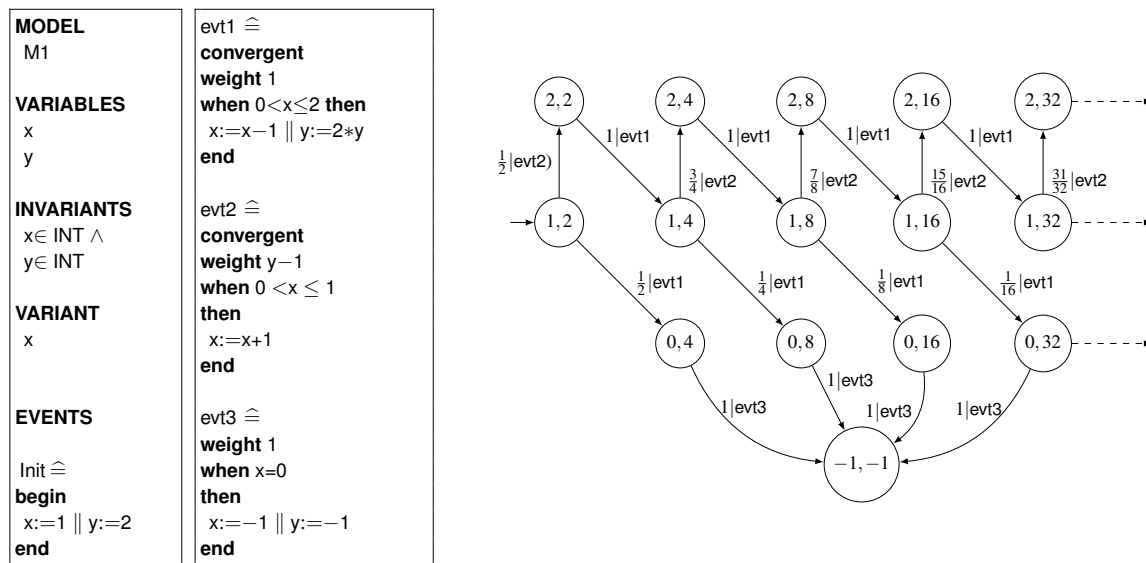 MODEL
M1
VARIABLES
x
y
INVARIANTS
x∈ INT ∧
y∈ INT
VARIANT
x
EVENTS
Init ≙
begin
x:=1 ∥ y:=2
end
evt1 ≙
convergent
weight 1
when 0<x≤2 then
x:=x−1 ∥ y:=2*y
end
evt2 ≙
convergent
weight y−1
when 0 <x ≤ 1
then
x:=x+1
end
evt3 ≙
weight 1
when x=0
then
x:=−1 ∥ y:=−1
end
2, 2 2, 4 2, 8 2, 16 2, 32
1|evt1 1|evt1 1|evt1 1|evt1
1/2|evt2) 3/4|evt2 7/8|evt2 15/16|evt2 31/32|evt2
1, 2 1, 4 1, 8 1, 16 1, 32
1/2|evt1 1/4|evt1 1/8|evt1 1/16|evt1
0, 4 0, 8 0, 16 0, 32
1|evt3 1|evt3 1|evt3 1|evt3
−1, −1